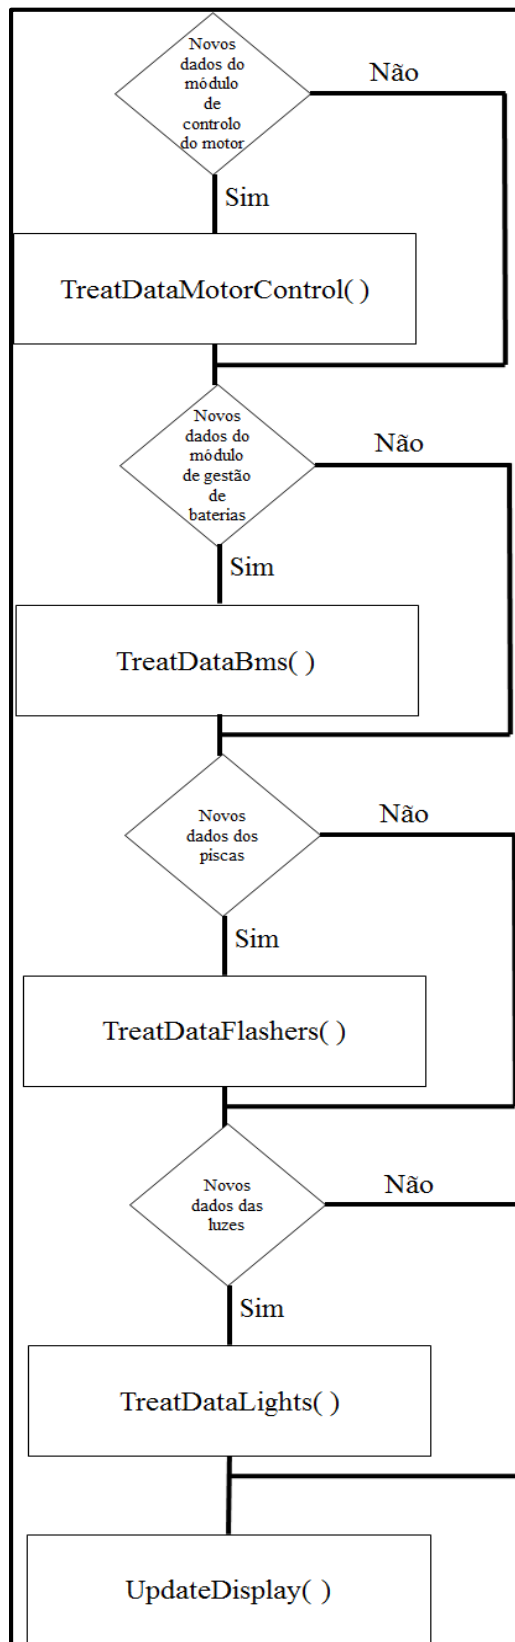 Novos
dados do
módulo
de
controlo
do motor
Não
Sim
TreatDataMotorControl( )
Novos
dados do
módulo
de gestão
de
baterias
Não
Sim
TreatDataBms( )
Novos
dados dos
piscas
Não
Sim
TreatDataFlashers( )
Novos
dados das
luzes
Não
Sim
TreatDataLights( )
UpdateDisplay( )